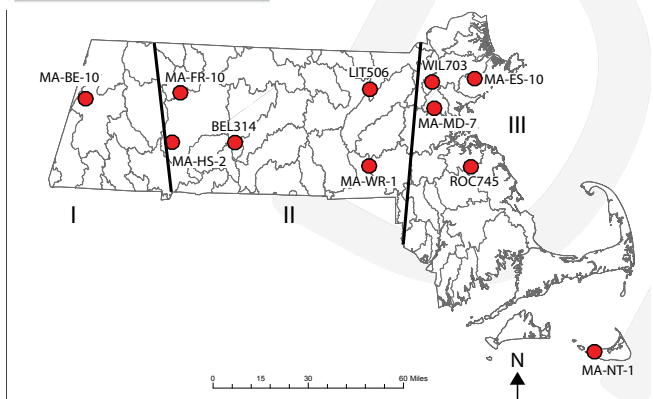 MA-BE-10
MA-FR-10
LIT506
WIL703
MA-ES-10
BEL314
MA-MD-7
III
MA-HS-2
MA-WR-1
ROC745
I
II
N
MA-NT-1
0 15 30 60 Miles